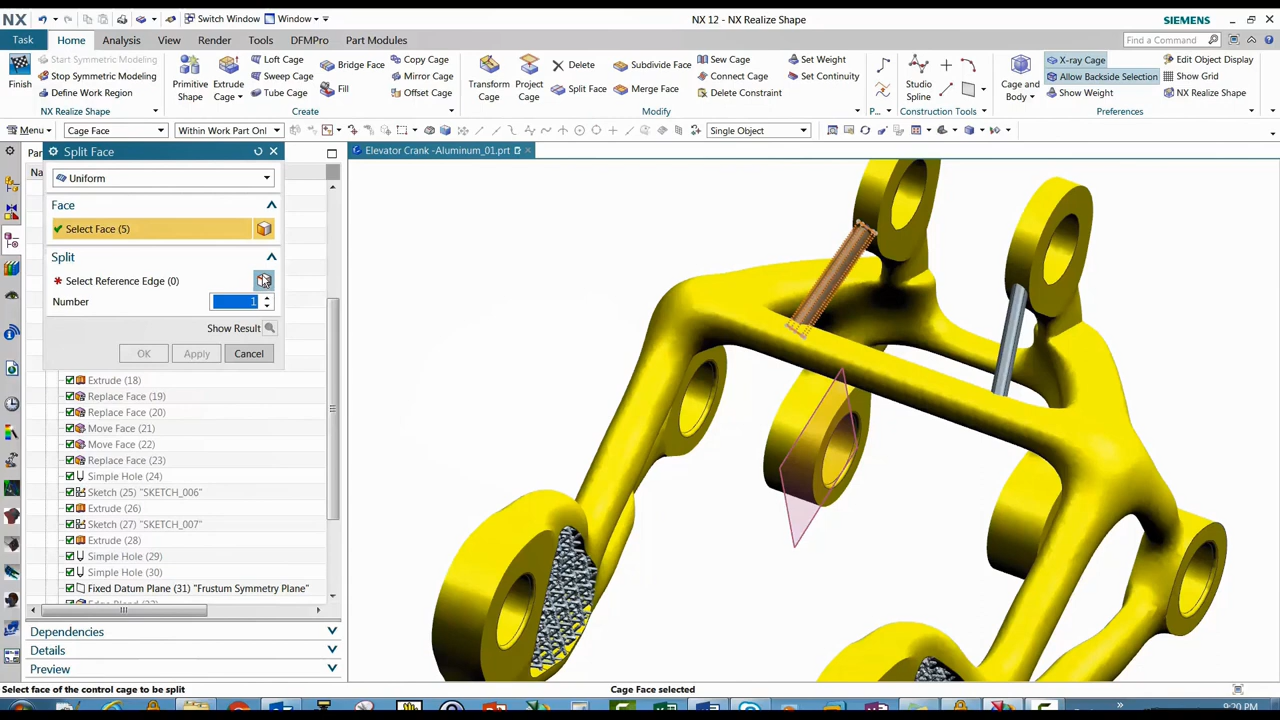 NX
Switch Window
Window
NX 12 - NX Realize Shape
SIEMENS
Task
Home
Analysis
View
Render
Tools
DFMPro
Part Modules
Find a Command
Start Symmetric Modeling
Stop Symmetric Modeling
Define Work Region
Finish
NX Realize Shape
Primitive Shape
Extrude Cage
Loft Cage
Sweep Cage
Tube Cage
Bridge Face
Fill
Copy Cage
Mirror Cage
Offset Cage
Create
Transform Cage
Project Cage
Delete
Split Face
Subdivide Face
Merge Face
Sew Cage
Connect Cage
Delete Constraint
Set Weight
Set Continuity
Modify
P...
Studio Spline
Construction Tools
Cage and Body
X-ray Cage
Allow Backside Selection
Show Weight
Edit Object Display
Show Grid
NX Realize Shape
Preferences
Menu
Cage Face
Within Work Part Onl
Single Object
Par
Na
Split Face
Elevator Crank -Aluminum_01.prt
Uniform
Face
Select Face (5)
Split
* Select Reference Edge (0)
Number
1
Show Result
OK
Apply
Cancel
Extrude (18)
Replace Face (19)
Replace Face (20)
Move Face (21)
Move Face (22)
Replace Face (23)
Simple Hole (24)
Sketch (25) "SKETCH_006"
Extrude (26)
Sketch (27) "SKETCH_007"
Extrude (28)
Simple Hole (29)
Simple Hole (30)
Fixed Datum Plane (31) "Frustum Symmetry Plane"
Dependencies
Details
Preview
Select face of the control cage to be split
Cage Face selected
9:20 PM